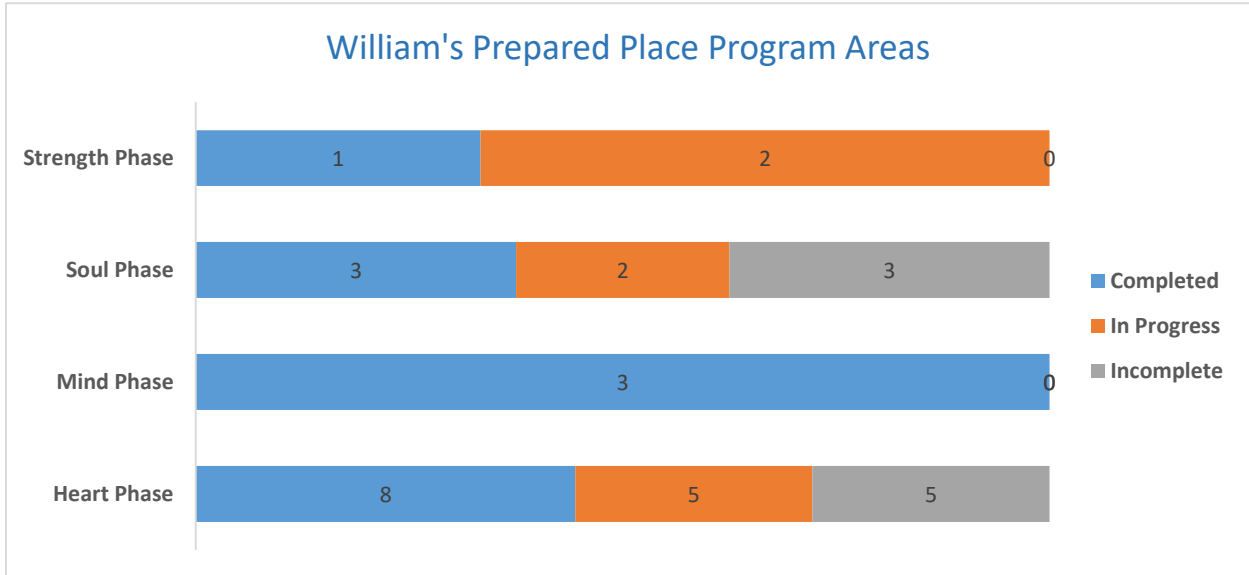 William's Prepared Place Program Areas
Strength Phase 1 2 0
Soul Phase 3 2 3
Mind Phase 3 0 0
Heart Phase 8 5 5
Completed
In Progress
Incomplete